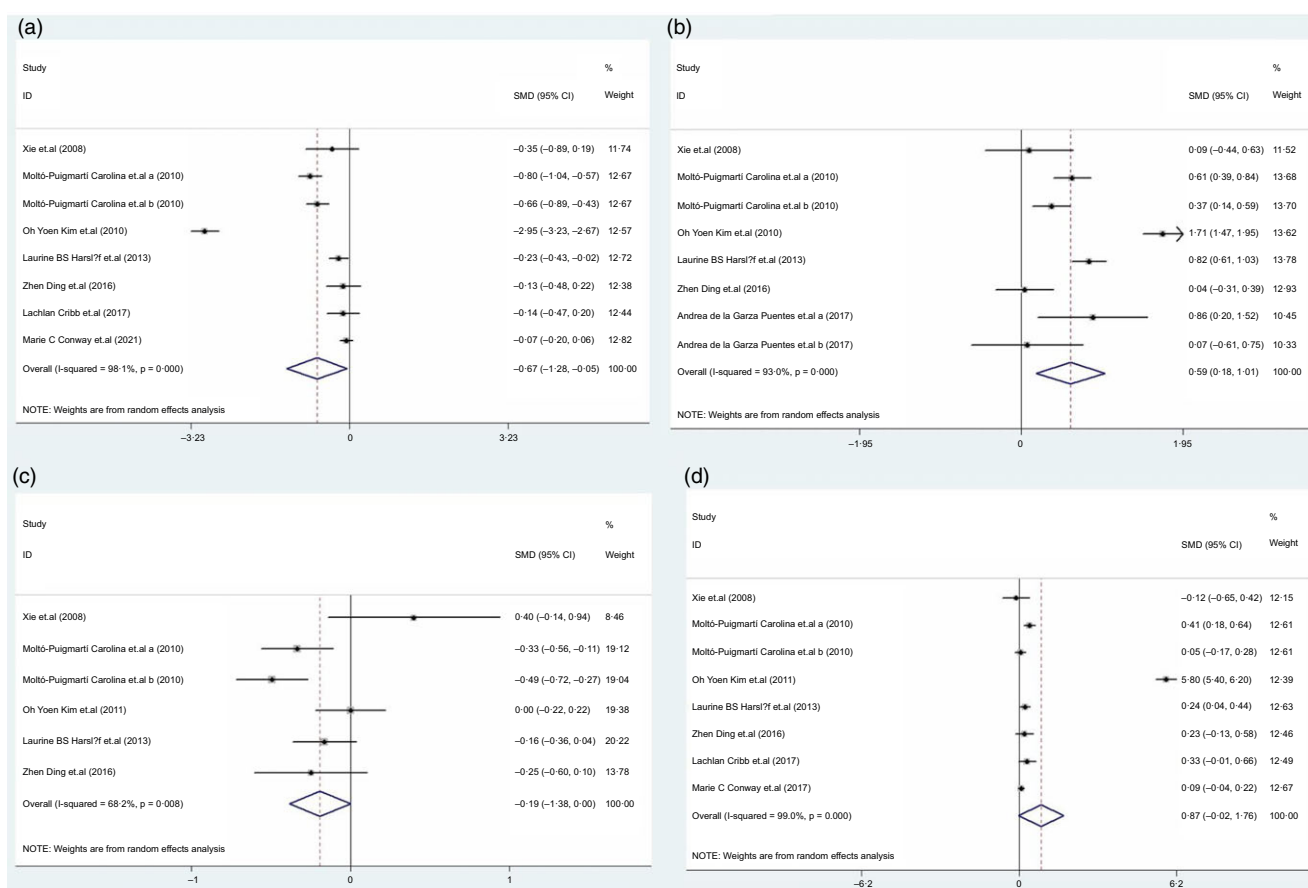 (a)
Study %
ID SMD (95% CI) Weight
Xie et.al (2008) –0·35 (–0·89, 0·19) 11·74
Moltó-Puigmartí Carolina et.al a (2010) –0·80 (–1·04, –0·57) 12·67
Moltó-Puigmartí Carolina et.al b (2010) –0·66 (–0·89, –0·43) 12·67
Oh Yoen Kim et.al (2010) –2·95 (–3·23, –2·67) 12·57
Laurine BS Harsl?f et.al (2013) –0·23 (–0·43, –0·02) 12·72
Zhen Ding et.al (2016) –0·13 (–0·48, 0·22) 12·38
Lachlan Cribb et.al (2017) –0·14 (–0·47, 0·20) 12·44
Marie C Conway et.al (2021) –0·07 (–0·20, 0·06) 12·82
Overall (I-squared = 98·1%, p = 0·000) –0·67 (–1·28, –0·05) 100·00
NOTE: Weights are from random effects analysis
–3·23 0 3·23
(b)
Study %
ID SMD (95% CI) Weight
Xie et.al (2008) 0·09 (–0·44, 0·63) 11·52
Moltó-Puigmartí Carolina et.al a (2010) 0·61 (0·39, 0·84) 13·68
Moltó-Puigmartí Carolina et.al b (2010) 0·37 (0·14, 0·59) 13·70
Oh Yoen Kim et.al (2010) 1·71 (1·47, 1·95) 13·62
Laurine BS Harsl?f et.al (2013) 0·82 (0·61, 1·03) 13·78
Zhen Ding et.al (2016) 0·04 (–0·31, 0·39) 12·93
Andrea de la Garza Puentes et.al a (2017) 0·86 (0·20, 1·52) 10·45
Andrea de la Garza Puentes et.al b (2017) 0·07 (–0·61, 0·75) 10·33
Overall (I-squared = 93·0%, p = 0·000) 0·59 (0·18, 1·01) 100·00
NOTE: Weights are from random effects analysis
–1·95 0 1·95
(c)
Study %
ID SMD (95% CI) Weight
Xie et.al (2008) 0·40 (–0·14, 0·94) 8·46
Moltó-Puigmartí Carolina et.al a (2010) –0·33 (–0·56, –0·11) 19·12
Moltó-Puigmartí Carolina et.al b (2010) –0·49 (–0·72, –0·27) 19·04
Oh Yoen Kim et.al (2011) 0·00 (–0·22, 0·22) 19·38
Laurine BS Harsl?f et.al (2013) –0·16 (–0·36, 0·04) 20·22
Zhen Ding et.al (2016) –0·25 (–0·60, 0·10) 13·78
Overall (I-squared = 68·2%, p = 0·008) –0·19 (–1·38, 0·00) 100·00
NOTE: Weights are from random effects analysis
–1 0 1
(d)
Study %
ID SMD (95% CI) Weight
Xie et.al (2008) –0·12 (–0·65, 0·42) 12·15
Moltó-Puigmartí Carolina et.al a (2010) 0·41 (0·18, 0·64) 12·61
Moltó-Puigmartí Carolina et.al b (2010) 0·05 (–0·17, 0·28) 12·61
Oh Yoen Kim et.al (2011) 5·80 (5·40, 6·20) 12·39
Laurine BS Harsl?f et.al (2013) 0·24 (0·04, 0·44) 12·63
Zhen Ding et.al (2016) 0·23 (–0·13, 0·58) 12·46
Lachlan Cribb et.al (2017) 0·33 (–0·01, 0·66) 12·49
Marie C Conway et.al (2017) 0·09 (–0·04, 0·22) 12·67
Overall (I-squared = 99.0%, p = 0.000) 0·87 (–0·02, 1·76) 100·00
NOTE: Weights are from random effects analysis
–6·2 0 6·2